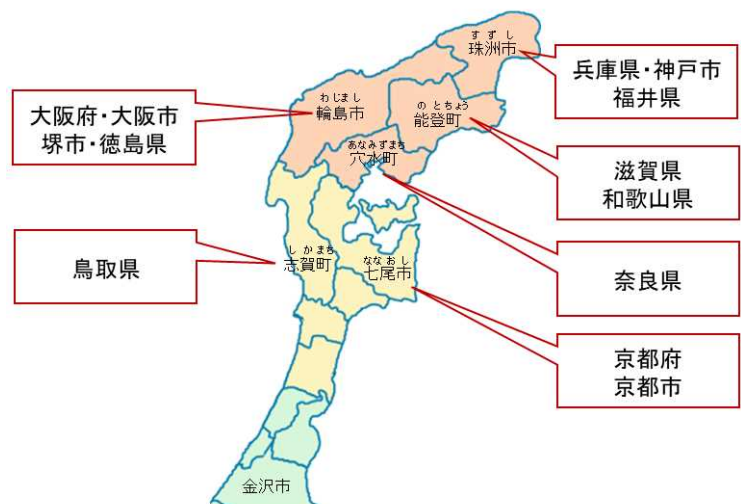 すずし
珠洲市
兵庫県・神戸市
福井県
わじまし
輪島市
大阪府・大阪市
堺市・徳島県
のとちょう
能登町
あなみずまち
穴水町
滋賀県
和歌山県
しかまち
志賀町
鳥取県
ななおし
七尾市
奈良県
京都府
京都市
金沢市